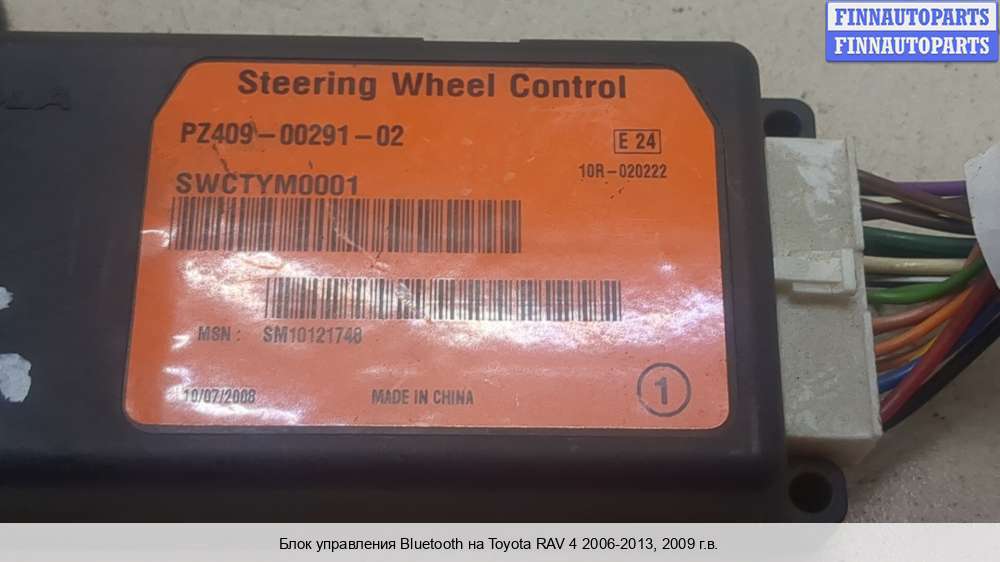 FINNAUTOPARTS
FINNAUTOPARTS
Steering Wheel Control
PZ409-00291-02
E 24
10R-020222
SWCTYM0001
MSN : SM10121748
10/07/2008
MADE IN CHINA
1
Блок управления Bluetooth на Toyota RAV 4 2006-2013, 2009 г.в.